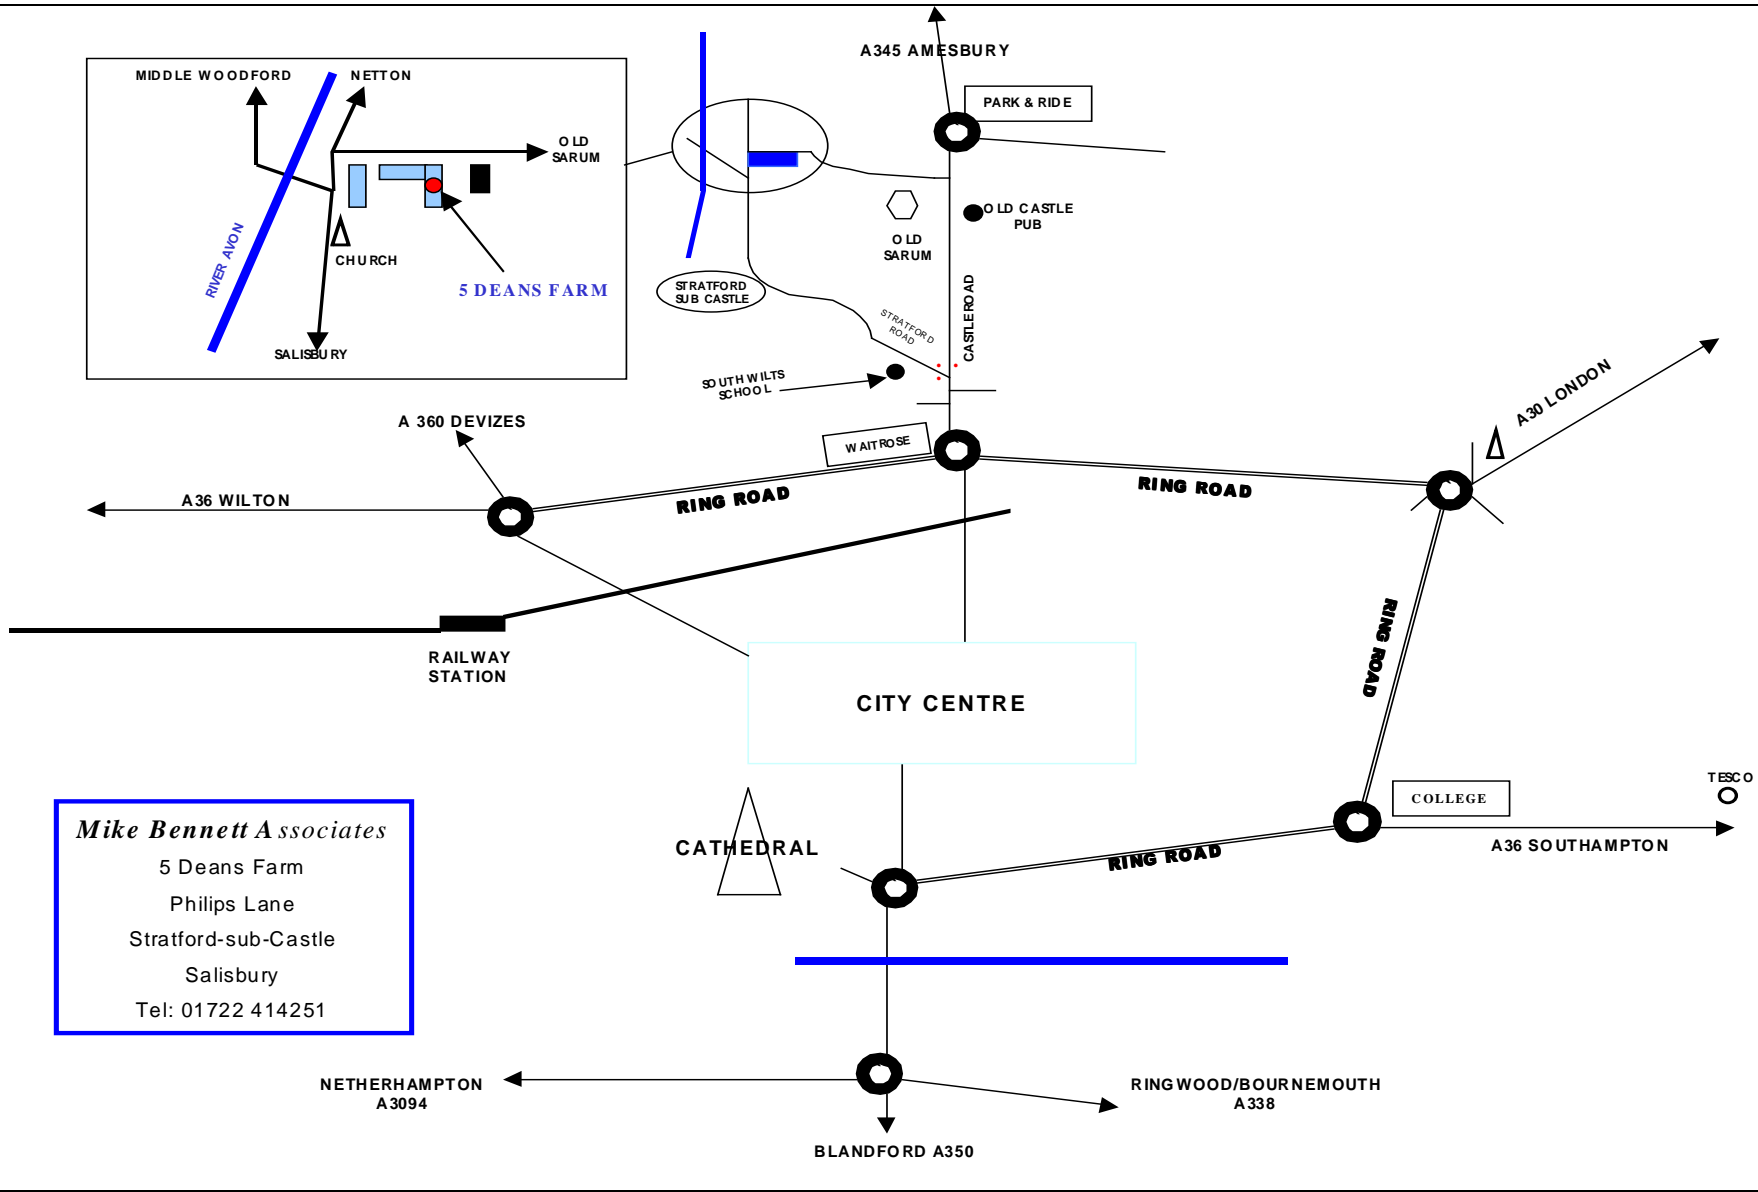 A345 AMESBURY
MIDDLE WOODFORD
NETTON
PARK & RIDE
OLD
SARUM
OLD CASTLE
PUB
OLD
SARUM
RIVER AVON
CHURCH
5 DEANS FARM
STRATFORD
SUB CASTLE
STRATFORD
ROAD
CASTLE ROAD
SALISBURY
SOUTH WILTS
SCHOOL
A30 LONDON
A 360 DEVIZES
WAITROSE
A36 WILTON
RING ROAD
RING ROAD
RING ROAD
RAILWAY
STATION
CITY CENTRE
TESCO
COLLEGE
A36 SOUTHAMPTON
CATHEDRAL
RING ROAD
Mike Bennett Associates
5 Deans Farm
Philips Lane
Stratford-sub-Castle
Salisbury
Tel: 01722 414251
NETHERHAMPTON
A3094
RINGWOOD/BOURNEMOUTH
A338
BLANDFORD A350